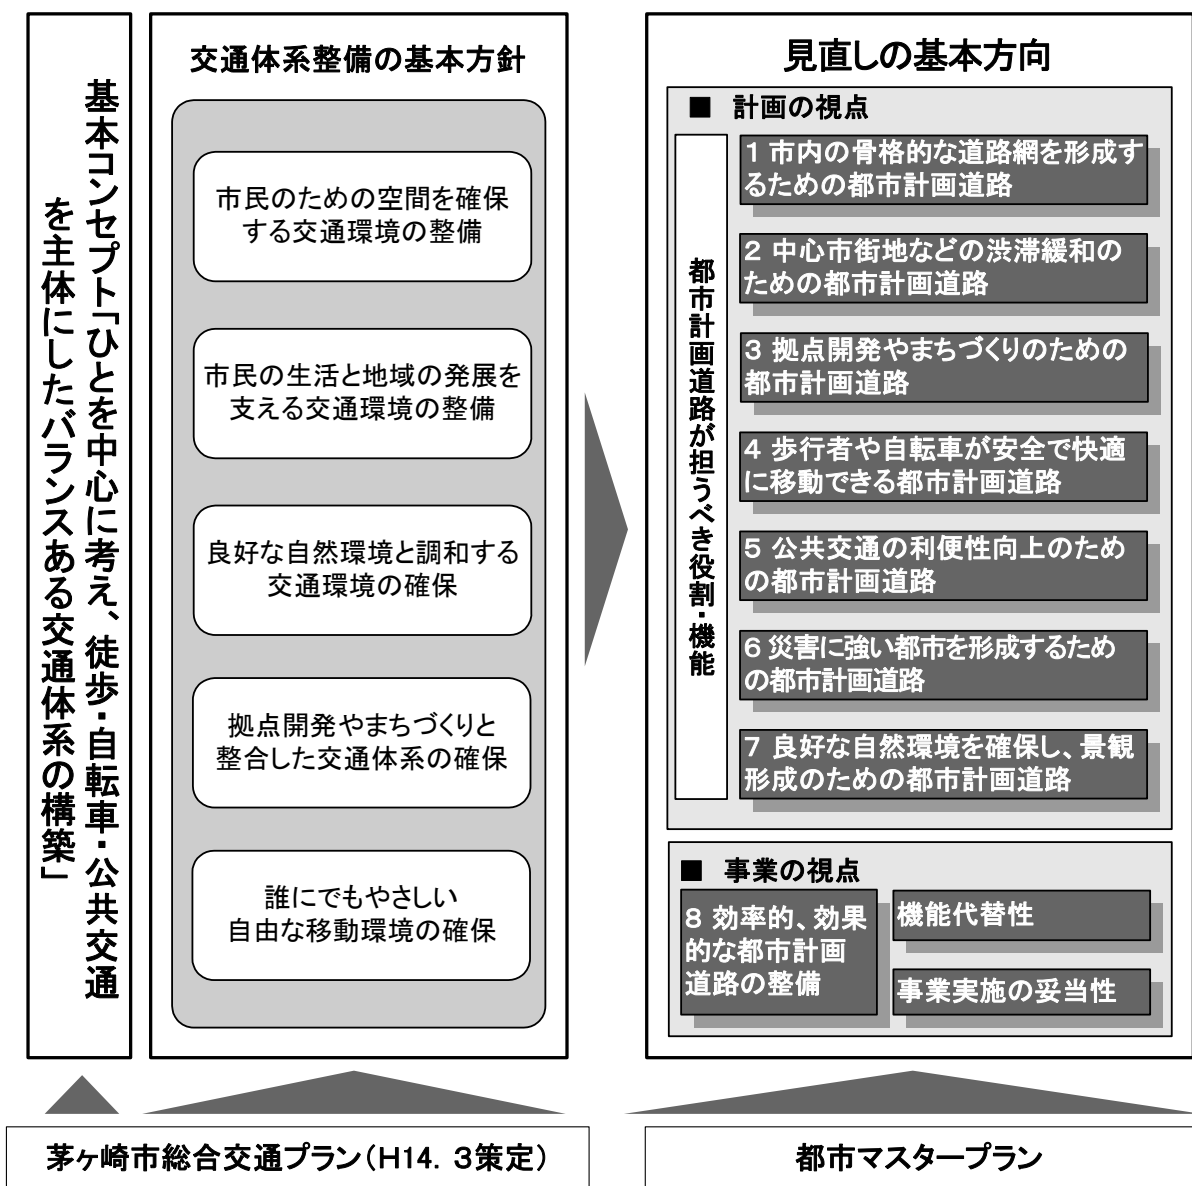 基本コンセプト「ひとを中心に考え、徒歩・自転車・公共交通
を主体にしたバランスある交通体系の構築」
交通体系整備の基本方針
市民のための空間を確保
する交通環境の整備
市民の生活と地域の発展を
支える交通環境の整備
良好な自然環境と調和する
交通環境の確保
拠点開発やまちづくりと
整合した交通体系の確保
誰にでもやさしい
自由な移動環境の確保
見直しの基本方向
■ 計画の視点
都市計画道路が担うべき役割・機能
1 市内の骨格的な道路網を形成す
るための都市計画道路
2 中心市街地などの渋滞緩和の
ための都市計画道路
3 拠点開発やまちづくりのための
都市計画道路
4 歩行者や自転車が安全で快適
に移動できる都市計画道路
5 公共交通の利便性向上のため
の都市計画道路
6 災害に強い都市を形成するため
の都市計画道路
7 良好な自然環境を確保し、景観
形成のための都市計画道路
■ 事業の視点
8 効率的、効果
的な都市計画
道路の整備
機能代替性
事業実施の妥当性
茅ヶ崎市総合交通プラン(H14.3策定)
都市マスタープラン